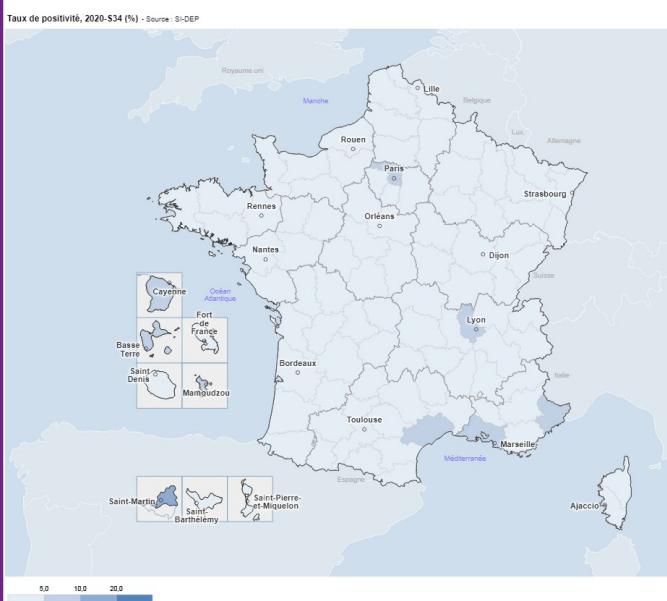 Taux de positivité, 2020-S34 (%) - Source : SI-DEP
Royaume uni
Lille
Manche
Belgique
Lux.
Allemagne
Rouen
Paris
Strasbourg
Rennes
Orléans
Nantes
Dijon
Suisse
Cayenne
Océan
Atlantique
Fort
de
France
Basse
Terre
Lyon
Saint
Denis
Mamoudzou
Bordeaux
Italie
Toulouse
Marseille
Méditerranée
Espagne
Saint-Martin
Saint-
Barthélémy
Saint-Pierre-
et-Miquelon
Ajaccio
5,0 10,0 20,0